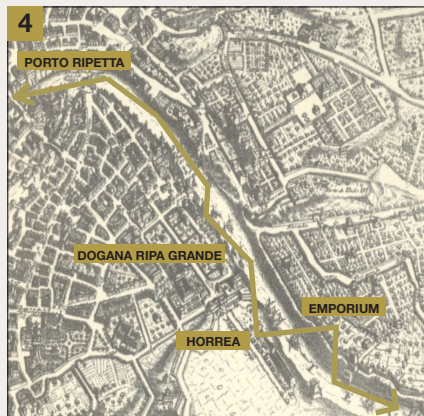 4
PORTO RIPETTA
DOGANA RIPA GRANDE
EMPORIUM
HORREA